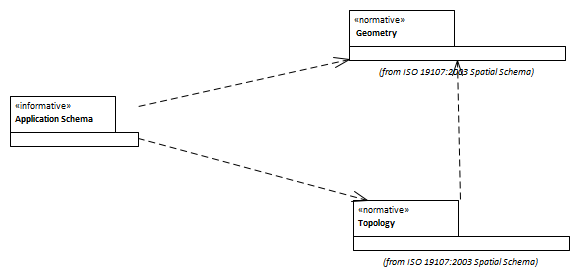 «normative»
Geometry
(from ISO 19107:2003 Spatial Schema)
«informative»
Application Schema
«normative»
Topology
(from ISO 19107:2003 Spatial Schema)